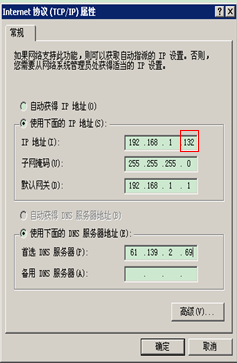 Internet 协议 (TCP/IP) 属性
常规
如果网络支持此功能，则可以获取自动指派的 IP 设置。否则，
您需要从网络系统管理员处获得适当的 IP 设置。
自动获得 IP 地址(O)
使用下面的 IP 地址(S):
IP 地址(I): 192 .168 . 1 .132
子网掩码(U): 255 .255 .255 . 0
默认网关(D): 192 .168 . 1 . 1
自动获得 DNS 服务器地址(B)
使用下面的 DNS 服务器地址(E):
首选 DNS 服务器(P): 61 .139 . 2 .69
备用 DNS 服务器(A): . . .
高级(V)...
确定 取消